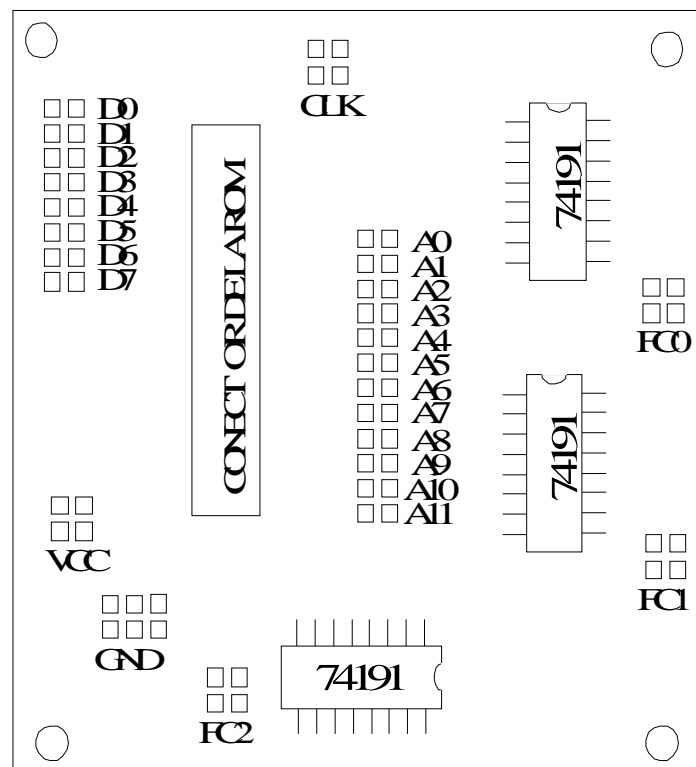 CLK
D0
D1
D2
D3
D4
D5
D6
D7
CONECTOR DE LA ROM
74191
A0
A1
A2
A3
A4
A5
A6
A7
A8
A9
A10
A11
FC0
74191
VCC
FC1
GND
74191
FC2